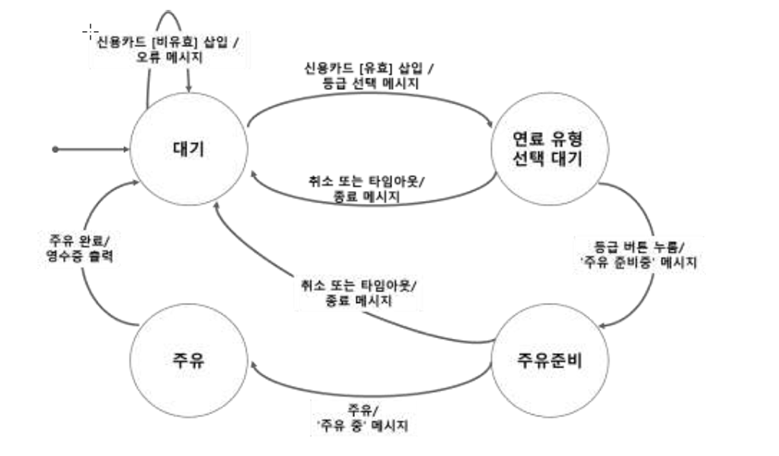 신용카드 [비유효] 삽입 /
오류 메시지
신용카드 [유효] 삽입 /
등급 선택 메시지
대기
연료 유형
선택 대기
취소 또는 타임아웃/
종료 메시지
주유 완료/
영수증 출력
등급 버튼 누름/
'주유 준비중' 메시지
취소 또는 타임아웃/
종료 메시지
주유
주유준비
주유/
'주유 중' 메시지